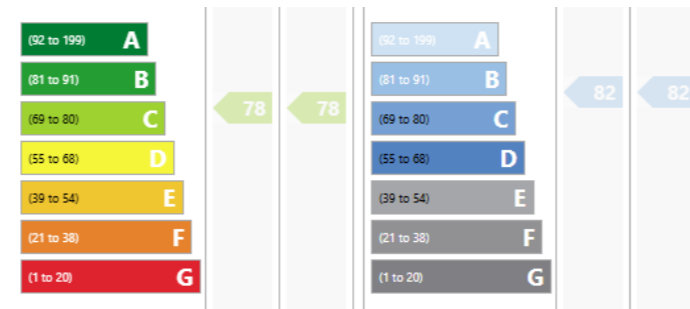 (92 to 199) A
(81 to 91) B
(69 to 80) C
(55 to 68) D
(39 to 54) E
(21 to 38) F
(1 to 20) G
78 78
(92 to 199) A
(81 to 91) B
(69 to 80) C
(55 to 68) D
(39 to 54) E
(21 to 38) F
(1 to 20) G
82 82